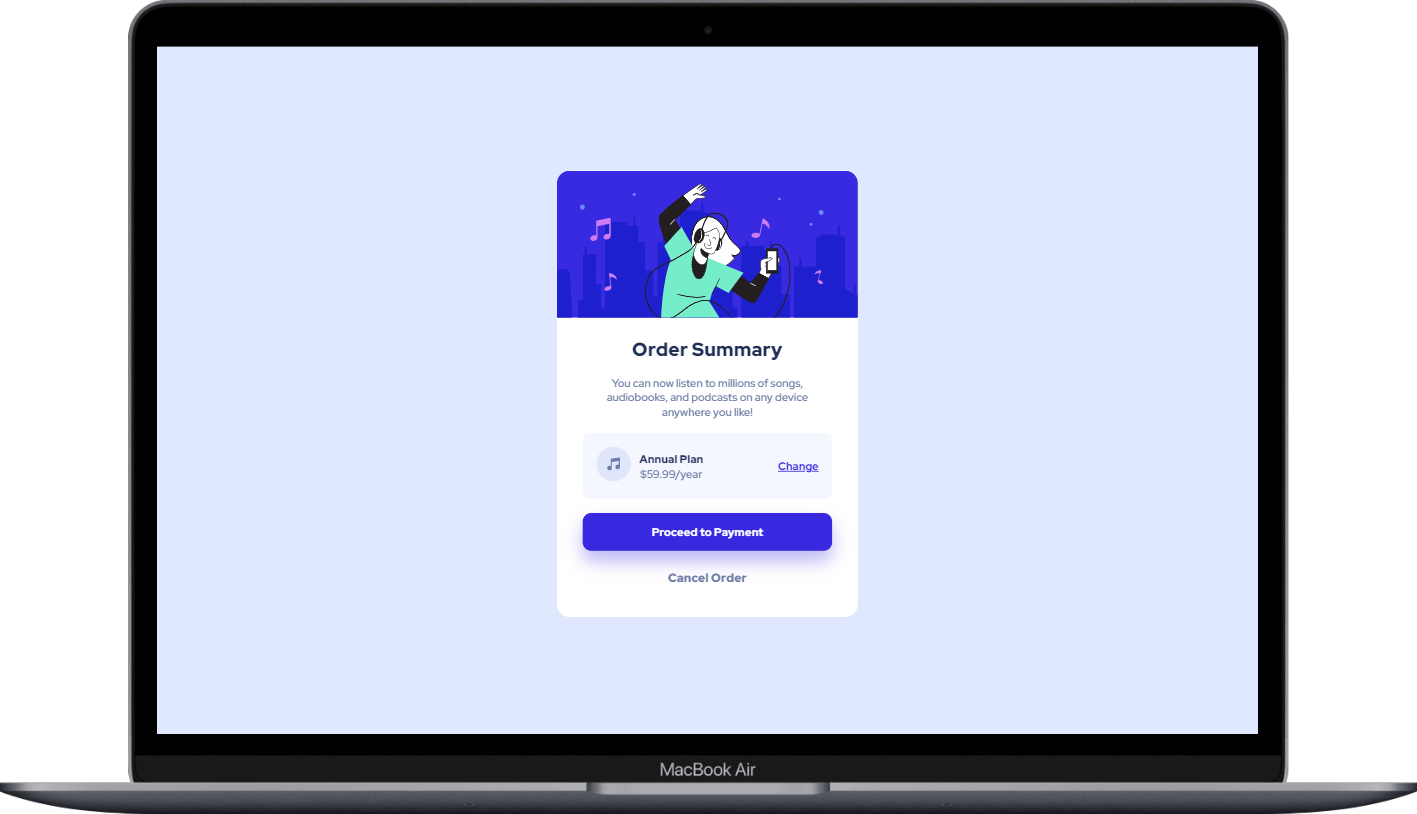 Order Summary
You can now listen to millions of songs,
audiobooks, and podcasts on any device
anywhere you like!
Annual Plan
$59.99/year
Change
Proceed to Payment
Cancel Order
MacBook Air